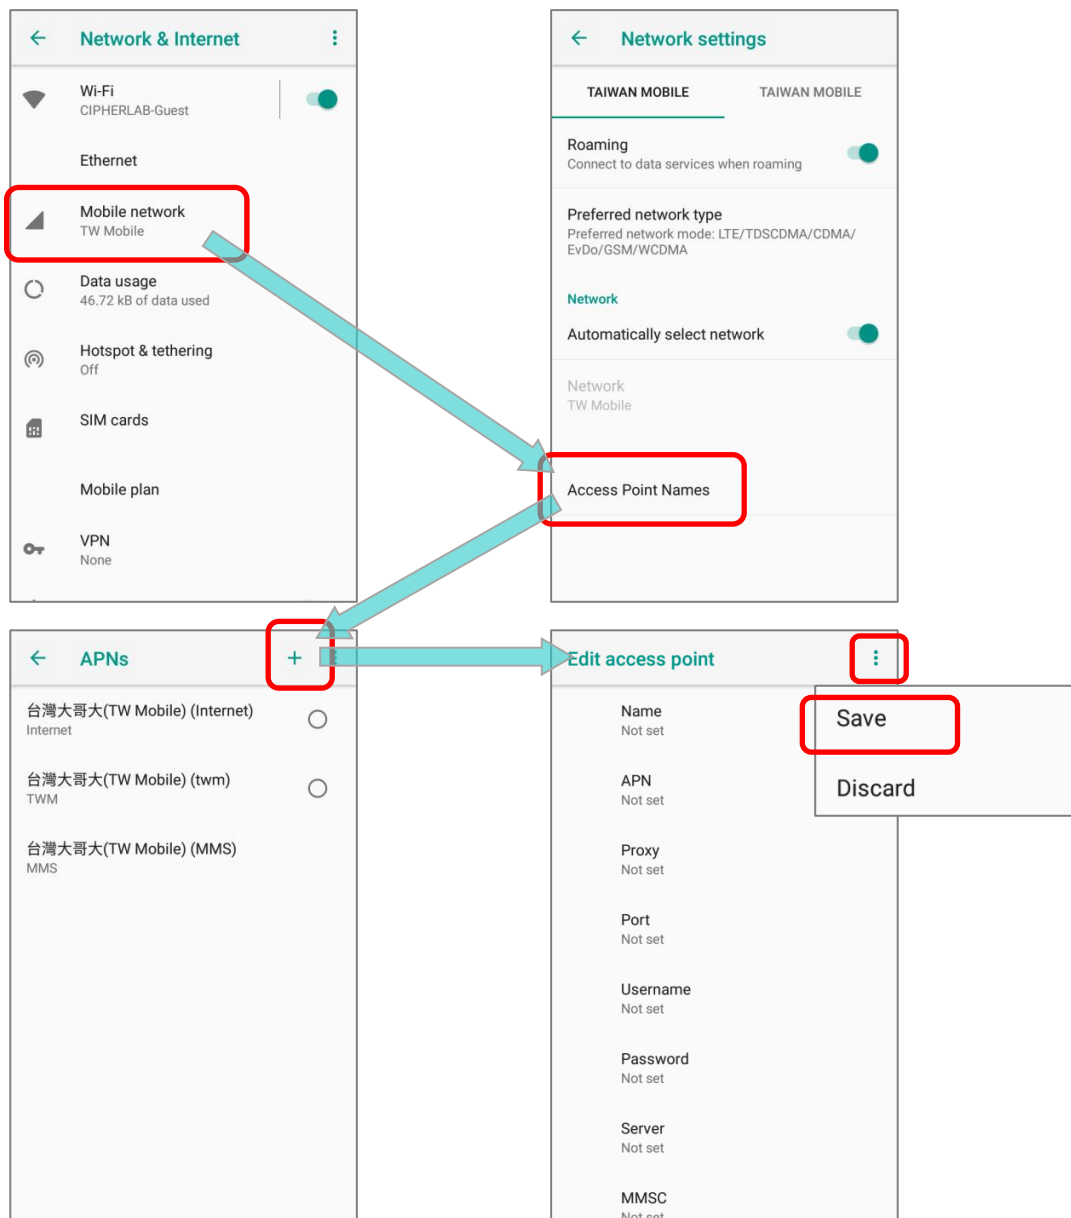 Network & Internet
Wi-Fi
CIPHERLAB-Guest
Ethernet
Mobile network
TW Mobile
Data usage
46.72 kB of data used
Hotspot & tethering
Off
SIM cards
Mobile plan
VPN
None
Network settings
TAIWAN MOBILE TAIWAN MOBILE
Roaming
Connect to data services when roaming
Preferred network type
Preferred network mode: LTE/TDSCDMA/CDMA/
EvDo/GSM/WCDMA
Network
Automatically select network
Network
TW Mobile
Access Point Names
APNs
台灣大哥大(TW Mobile) (Internet)
Internet
台灣大哥大(TW Mobile) (twm)
TWM
台灣大哥大(TW Mobile) (MMS)
MMS
Edit access point
Name
Not set
APN
Not set
Proxy
Not set
Port
Not set
Username
Not set
Password
Not set
Server
Not set
MMSC
Not set
Save
Discard